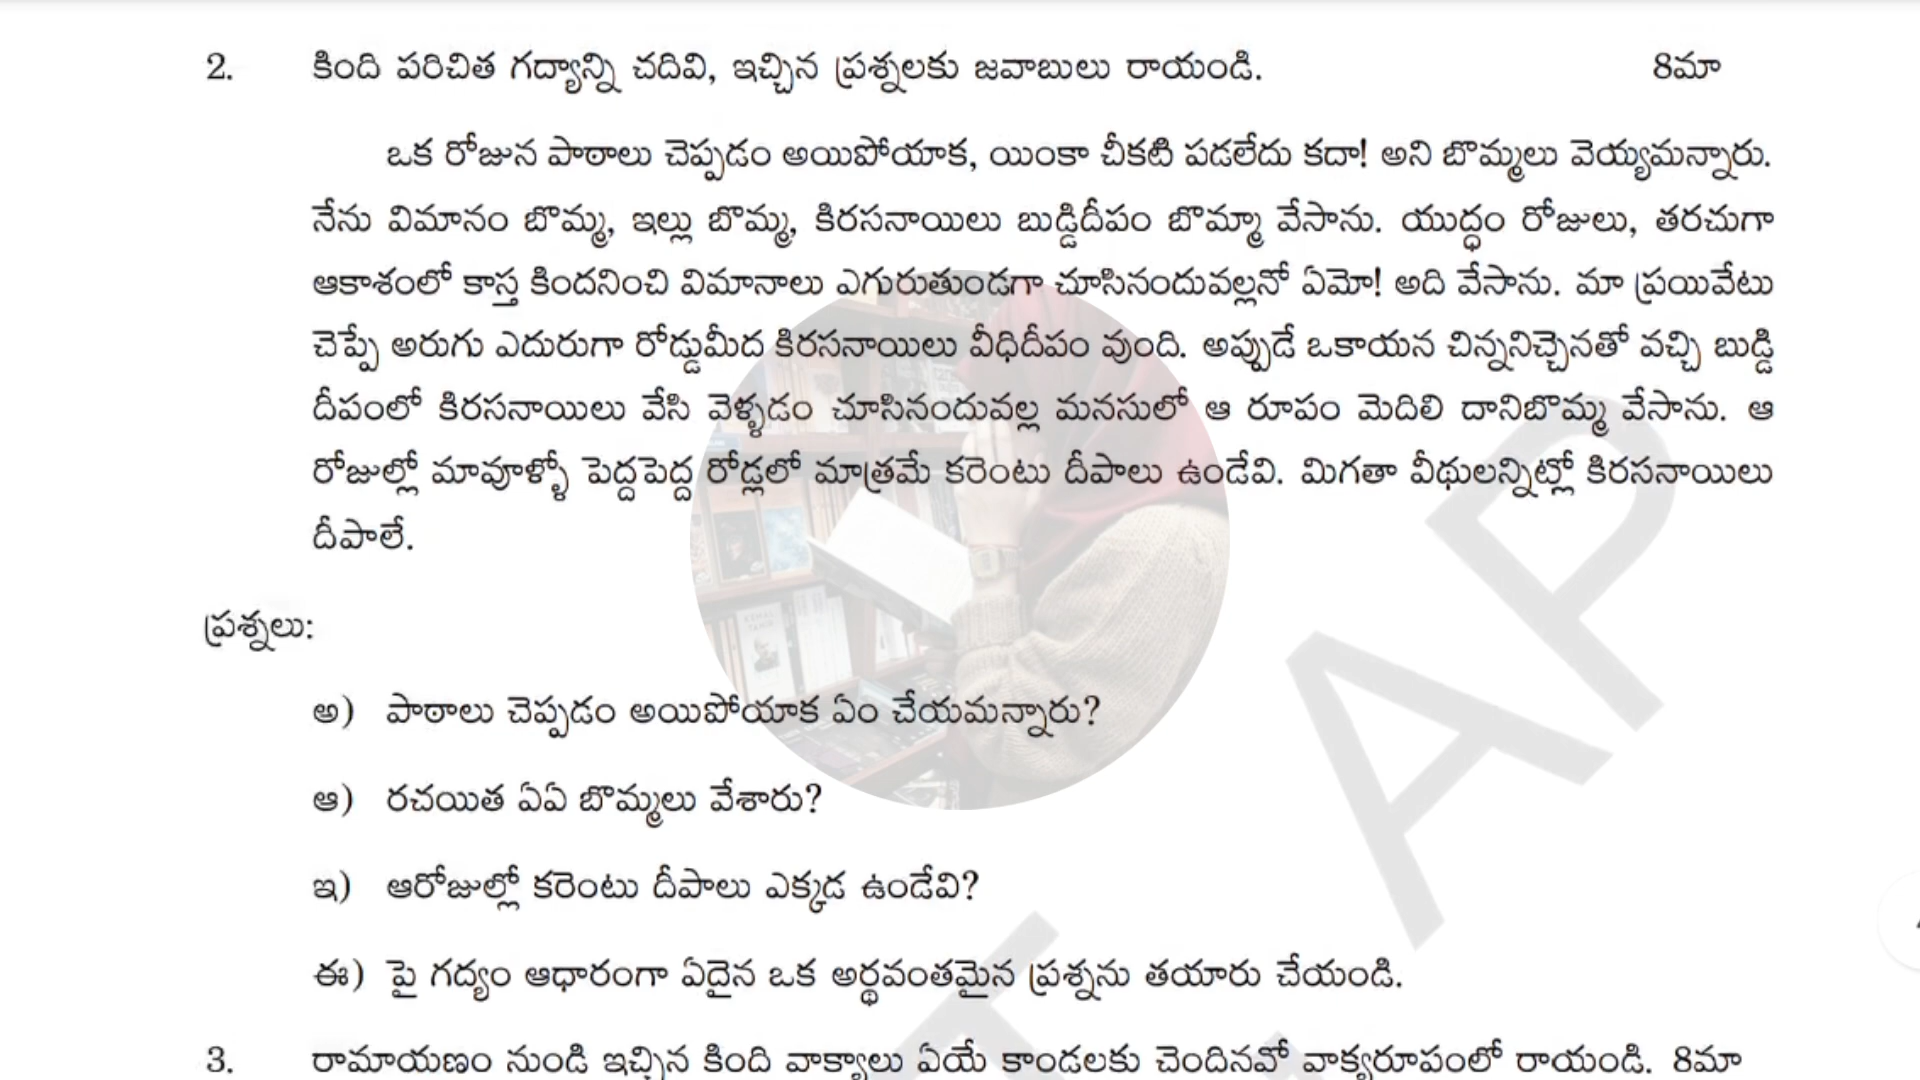 2. కింది పరిచిత గద్యాన్ని చదివి, ఇచ్చిన ప్రశ్నలకు జవాబులు రాయండి. 8మా
ఒక రోజున పాఠాలు చెప్పడం అయిపోయాక, యింకా చీకటి పడలేదు కదా! అని బొమ్మలు వెయ్యమన్నారు.
నేను విమానం బొమ్మ, ఇల్లు బొమ్మ, కిరసనాయిలు బుడ్డిదీపం బొమ్మా వేసాను. యుద్ధం రోజులు, తరచుగా
ఆకాశంలో కాస్త కిందనించి విమానాలు ఎగురుతుండగా చూసినందువల్లనో ఏమో! అది వేసాను. మా ప్రయివేటు
చెప్పే అరుగు ఎదురుగా రోడ్డుమీద కిరసనాయిలు వీధిదీపం వుంది. అప్పుడే ఒకాయన చిన్ననిచ్చెనతో వచ్చి బుడ్డి
దీపంలో కిరసనాయిలు వేసి వెళ్ళడం చూసినందువల్ల మనసులో ఆ రూపం మెదిలి దానిబొమ్మ వేసాను. ఆ
రోజుల్లో మావూళ్ళో పెద్దపెద్ద రోడ్లలో మాత్రమే కరెంటు దీపాలు ఉండేవి. మిగతా వీథులన్నిట్లో కిరసనాయిలు
దీపాలే.
ప్రశ్నలు:
అ) పాఠాలు చెప్పడం అయిపోయాక ఏం చేయమన్నారు?
ఆ) రచయిత ఏఏ బొమ్మలు వేశారు?
ఇ) ఆరోజుల్లో కరెంటు దీపాలు ఎక్కడ ఉండేవి?
ఈ) పై గద్యం ఆధారంగా ఏదైన ఒక అర్థవంతమైన ప్రశ్నను తయారు చేయండి.
3. రామాయణం నుండి ఇచ్చిన కింది వాక్యాలు ఏయే కాండలకు చెందినవో వాక్యరూపంలో రాయండి. 8మా
AP